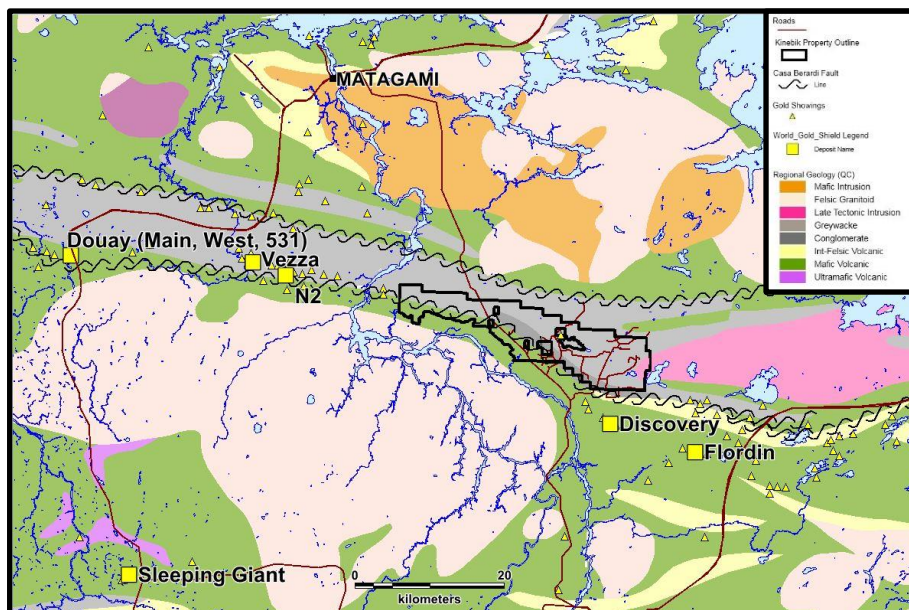 MATAGAMI
Douay (Main, West, 531)
Vezza
N2
Discovery
Flordin
Sleeping Giant
0 20
kilometers
Roads
Kinebik Property Outline
Casa Berardi Fault
Line
Gold Showings
World_Gold_Shield Legend
Deposit Name
Regional Geology (QC)
Mafic Intrusion
Felsic Granitoid
Late Tectonic Intrusion
Greywacke
Conglomerate
Int-Felsic Volcanic
Mafic Volcanic
Ultramafic Volcanic